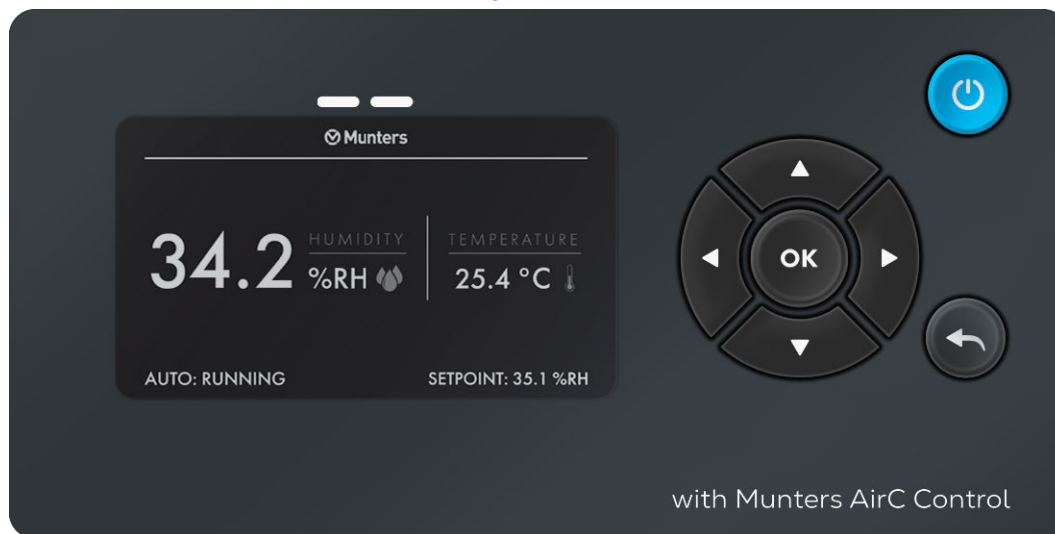 Munters
34.2 HUMIDITY
%RH
TEMPERATURE
25.4 °C
AUTO: RUNNING
SETPOINT: 35.1 %RH
OK
with Munters AirC Control